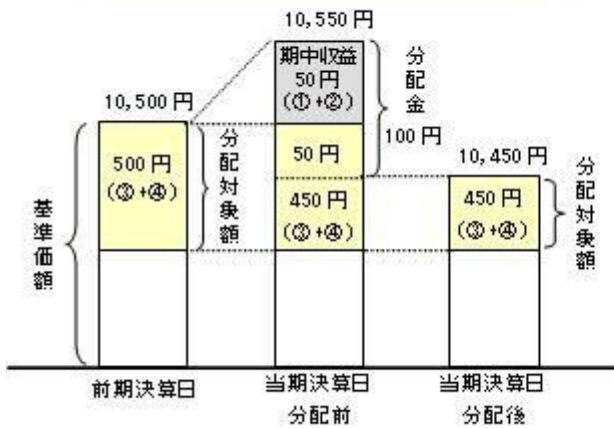 10,550円
期中収益
50円
(①+②)
分配金
100円
10,500円
500円
(③+④)
分配対象額
50円
450円
(③+④)
10,450円
450円
(③+④)
分配対象額
基準価額
前期決算日
当期決算日
分配前
当期決算日
分配後